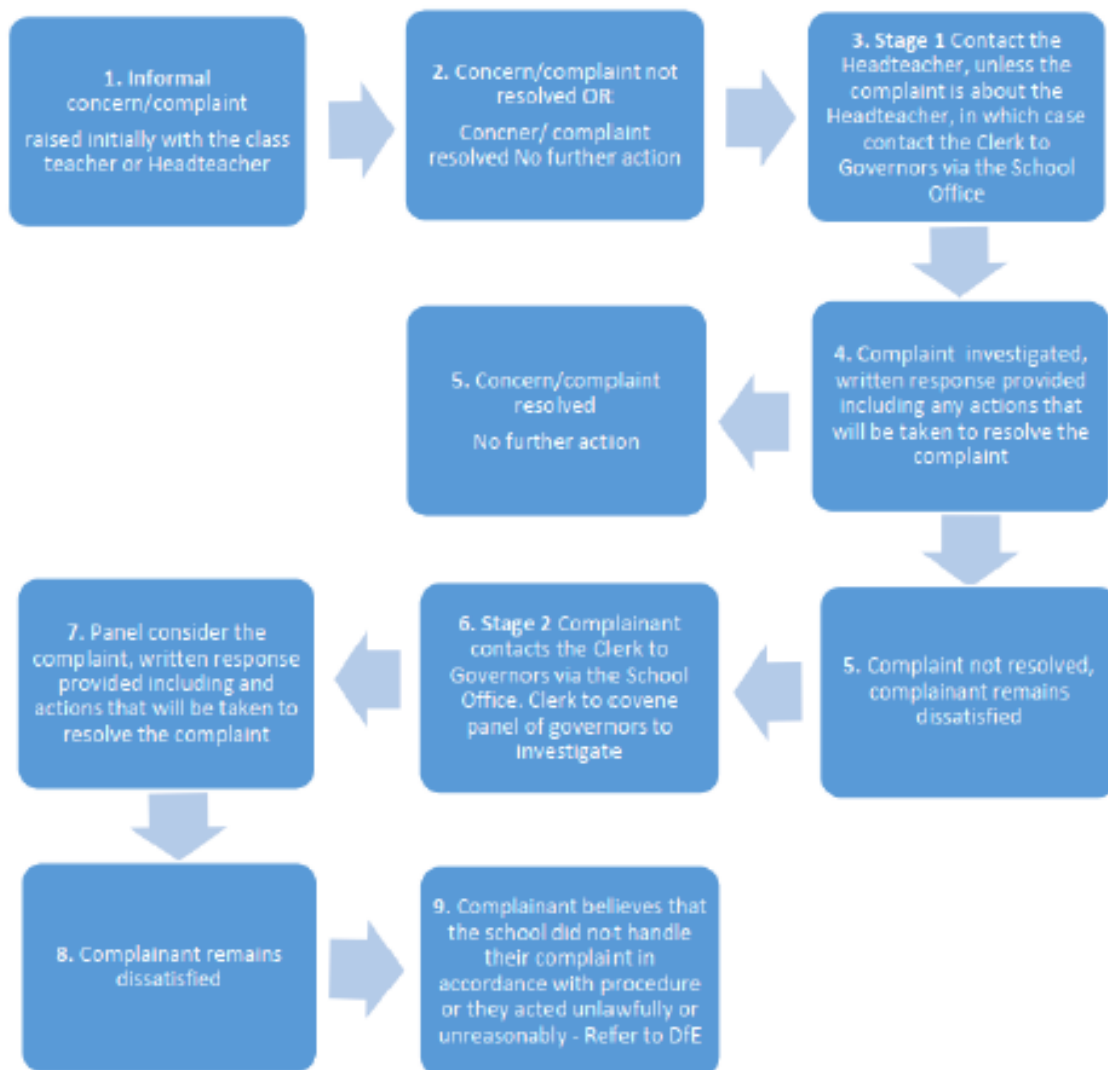 1. Informal
concern/complaint
raised initially with the class
teacher or Headteacher
2. Concern/complaint not
resolved OR:
Concner/ complaint
resolved No further action
3. Stage 1 Contact the
Headteacher, unless the
complaint is about the
Headteacher, in which case
contact the Clerk to
Governors via the School
Office
4. Complaint investigated,
written response provided
including any actions that
will be taken to resolve the
complaint
5. Concern/complaint
resolved
No further action
5. Complaint not resolved,
complainant remains
dissatisfied
6. Stage 2 Complainant
contacts the Clerk to
Governors via the School
Office. Clerk to covene
panel of governors to
investigate
7. Panel consider the
complaint, written response
provided including and
actions that will be taken to
resolve the complaint
8. Complainant remains
dissatisfied
9. Complainant believes that
the school did not handle
their complaint in
accordance with procedure
or they acted unlawfully or
unreasonably - Refer to DfE